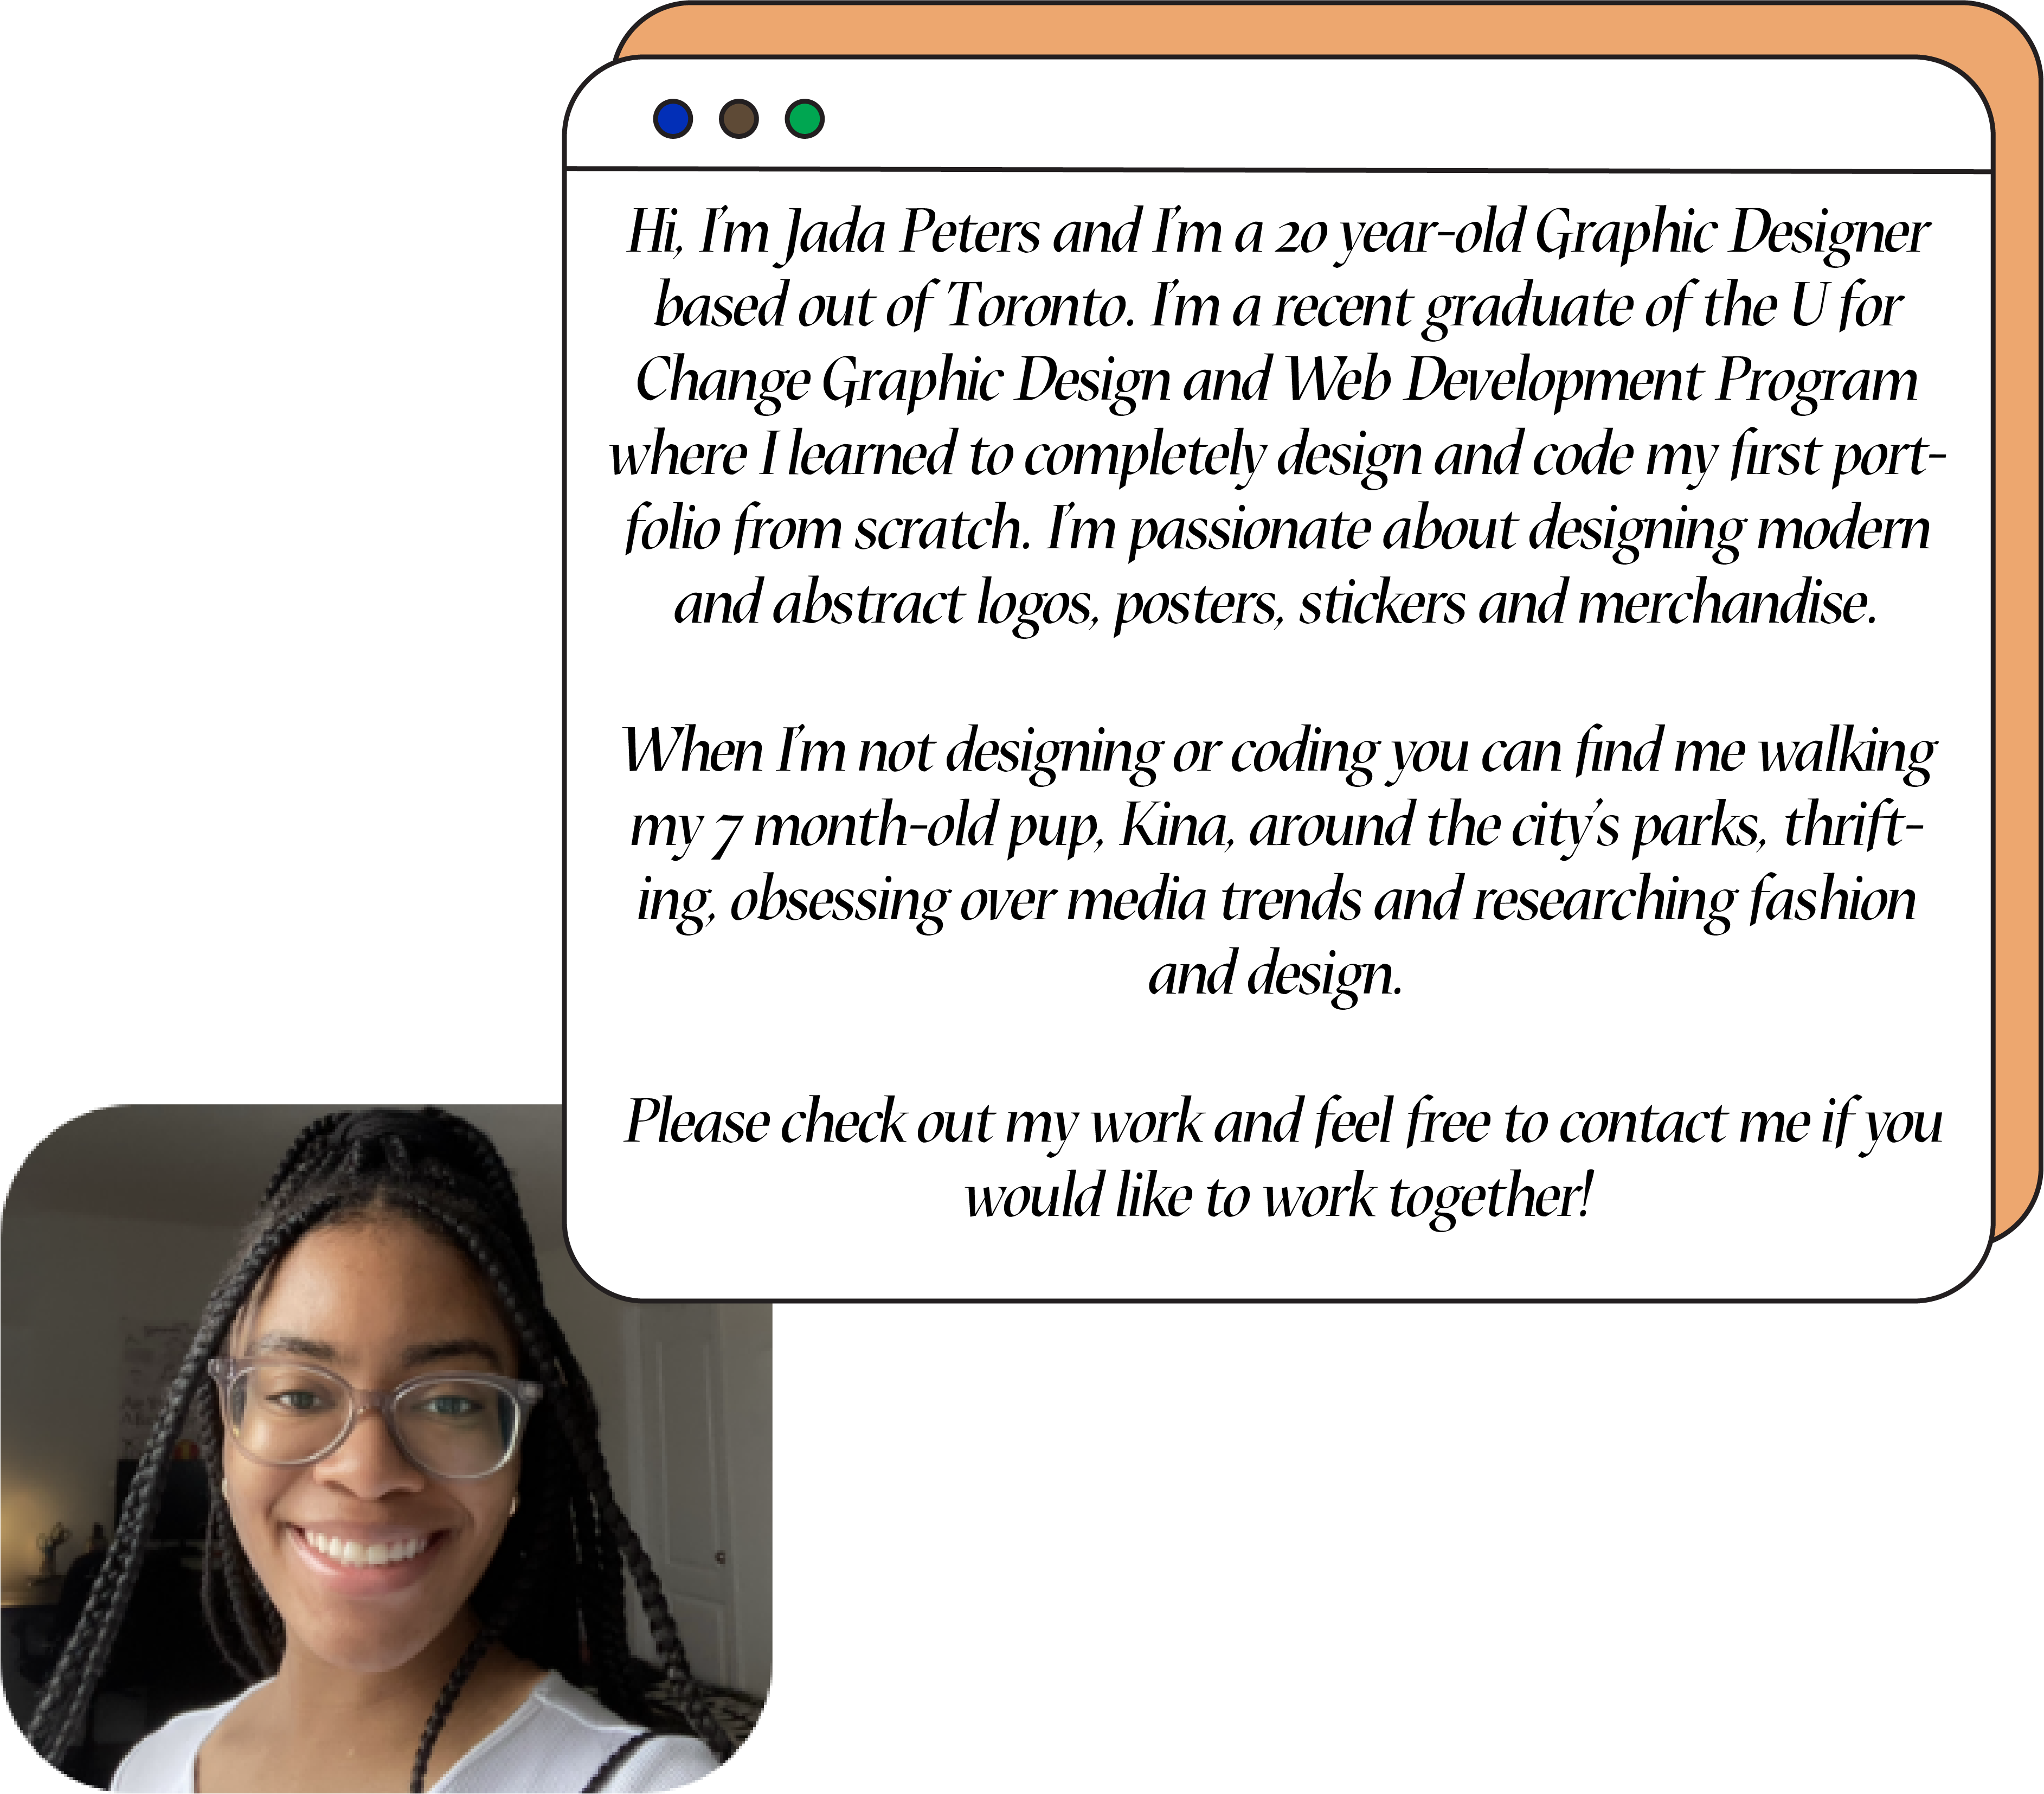 Hi, I'm Jada Peters and I'm a 20 year-old Graphic Designer
based out of Toronto. I'm a recent graduate of the U for
Change Graphic Design and Web Development Program
where I learned to completely design and code my first port-
folio from scratch. I'm passionate about designing modern
and abstract logos, posters, stickers and merchandise.
When I'm not designing or coding you can find me walking
my 7 month-old pup, Kina, around the city's parks, thrift-
ing, obsessing over media trends and researching fashion
and design.
Please check out my work and feel free to contact me if you
would like to work together!